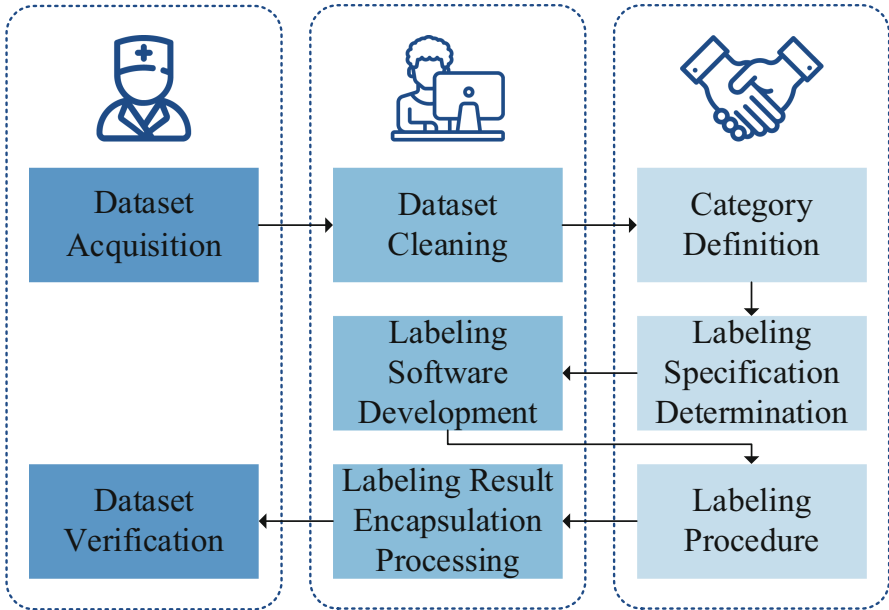 Dataset
Acquisition
Dataset
Cleaning
Category
Definition
Labeling
Software
Development
Labeling
Specification
Determination
Dataset
Verification
Labeling Result
Encapsulation
Processing
Labeling
Procedure